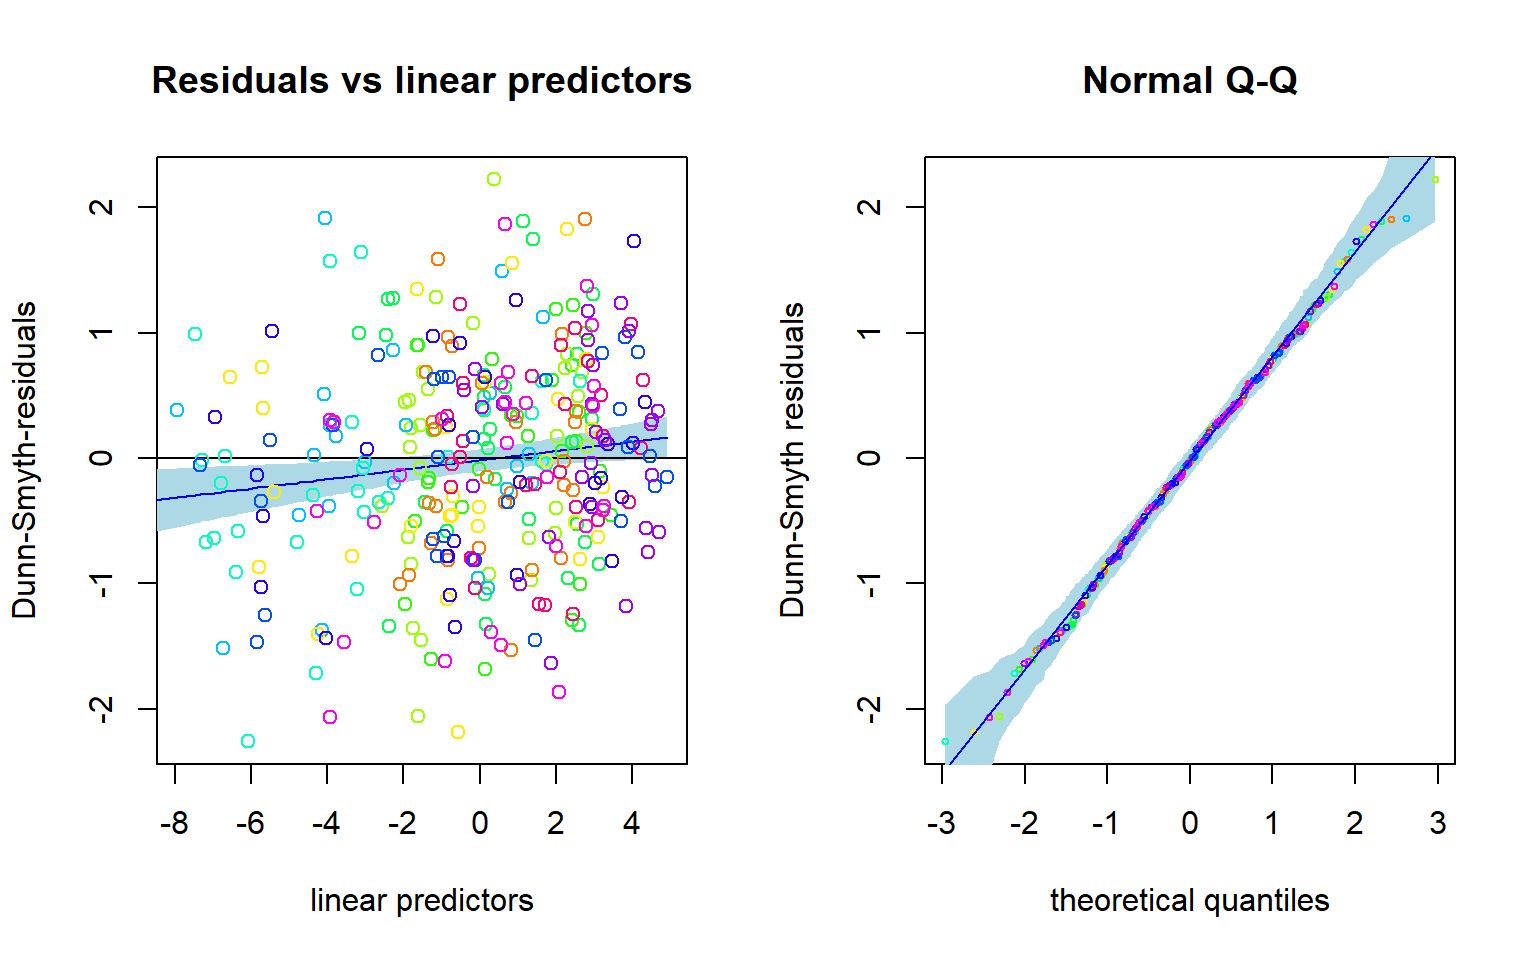 Residuals vs linear predictors
Dunn-Smyth-residuals
2
1
0
-1
-2
-8 -6 -4 -2 0 2 4
linear predictors
Normal Q-Q
Dunn-Smyth residuals
2
1
0
-1
-2
-3 -2 -1 0 1 2 3
theoretical quantiles